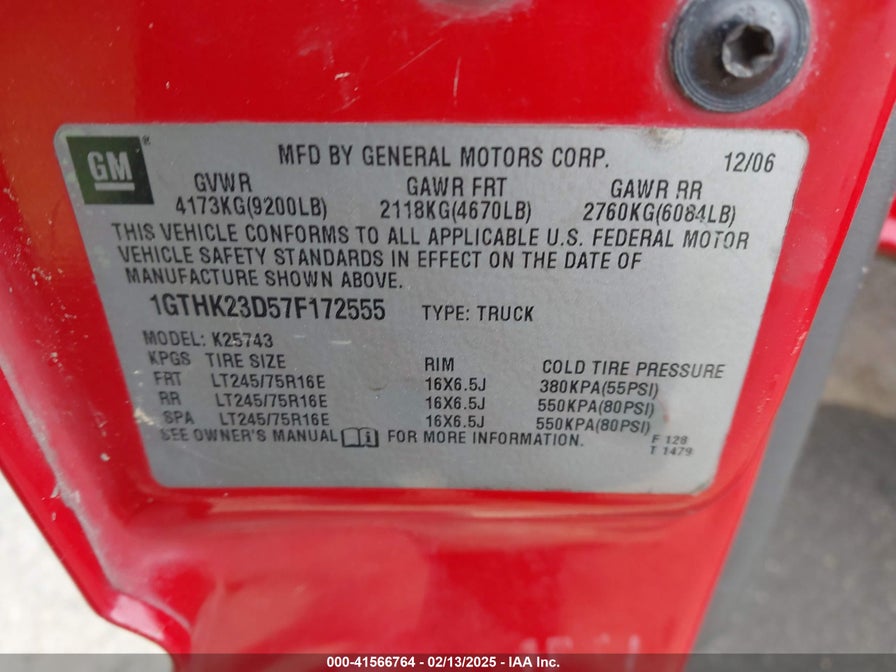 GM
MFD BY GENERAL MOTORS CORP. 12/06
GVWR GAWR FRT GAWR RR
4173KG(9200LB) 2118KG(4670LB) 2760KG(6084LB)
THIS VEHICLE CONFORMS TO ALL APPLICABLE U.S. FEDERAL MOTOR
VEHICLE SAFETY STANDARDS IN EFFECT ON THE DATE OF
MANUFACTURE SHOWN ABOVE.
1GTHK23D57F172555 TYPE: TRUCK
MODEL: K25743
KPGS TIRE SIZE RIM COLD TIRE PRESSURE
FRT LT245/75R16E 16X6.5J 380KPA(55PSI)
RR LT245/75R16E 16X6.5J 550KPA(80PSI)
SPA LT245/75R16E 16X6.5J 550KPA(80PSI)
SEE OWNER'S MANUAL FOR MORE INFORMATION.
F 128
T 1479
000-41566764 - 02/13/2025 - IAA Inc.